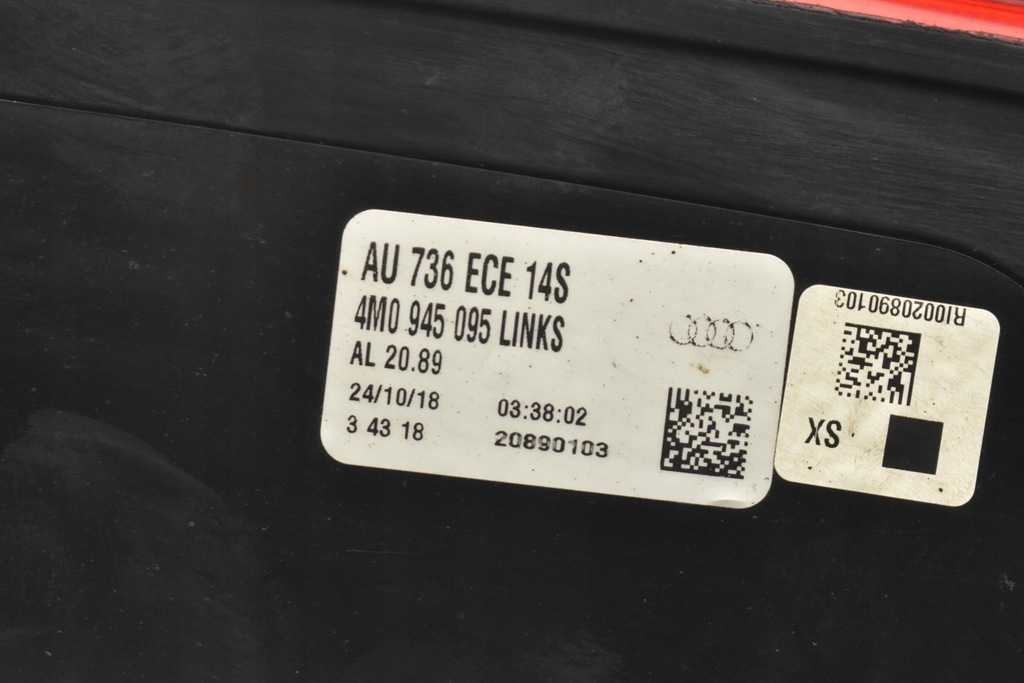 AU 736 ECE 14S
4M0 945 095 LINKS
AL 20.89
24/10/18 03:38:02
3 43 18 20890103
R10020890103
SX